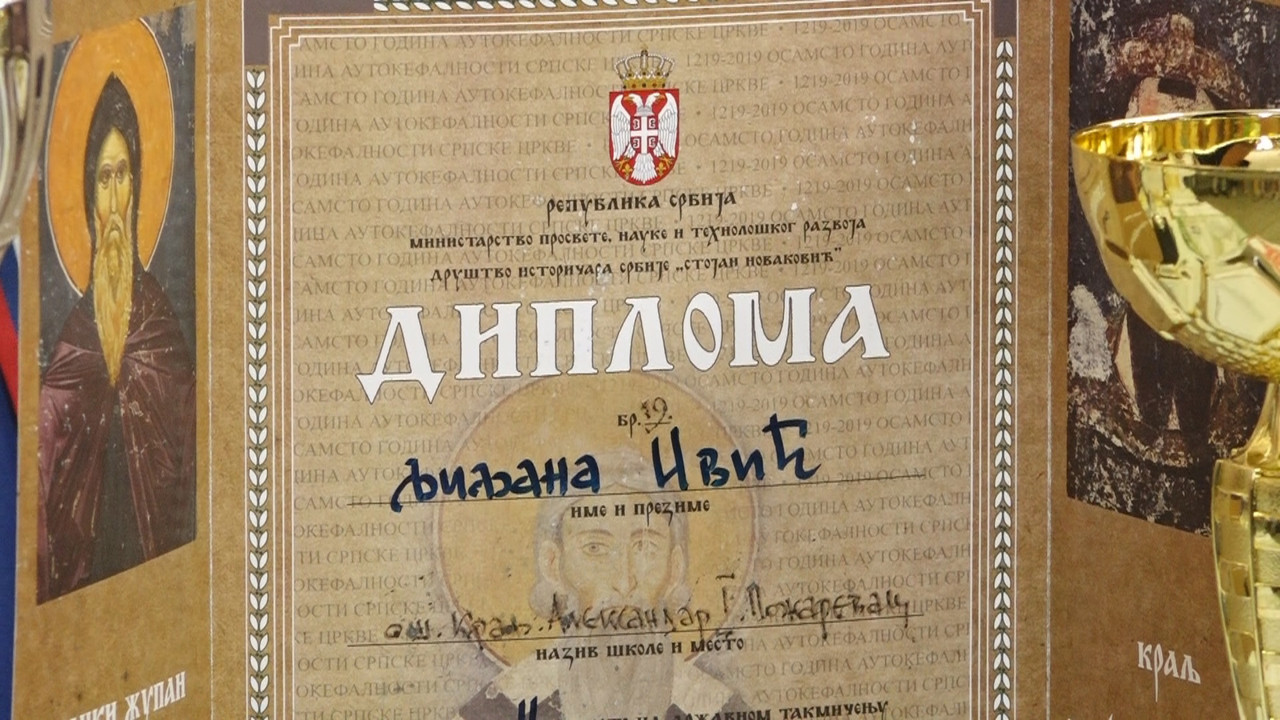 РЕПУБЛИКА СРБИЈА
МИНИСТАРСТВО ПРОСВЕТЕ, НАУКЕ И ТЕХНОЛОШКОГ РАЗВОЈА
ДРУШТВО ИСТОРИЧАРА СРБИЈЕ „СТОЈАН НОВАКОВИЋ“
ДИПЛОМА
БР. 19.
Љиљана Ивић
ИМЕ И ПРЕЗИМЕ
ош. Краљ. Александар I. Пожаревац
НАЗИВ ШКОЛЕ И МЕСТО
НА ДРЖАВНОМ ТАКМИЧЕЊУ
ЖУПАН
КРАЉ
1219-2019 ОСАМСТО ГОДИНА АУТОКЕФАЛНОСТИ СРПСКЕ ЦРКВЕ